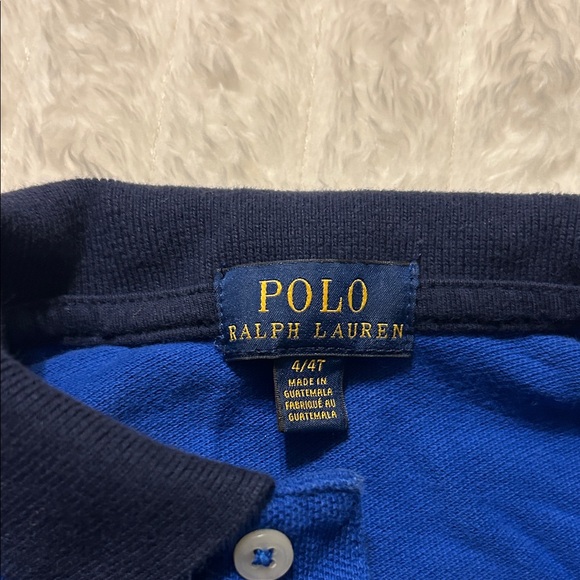 POLO
RALPH LAUREN
4/4T
MADE IN
GUATEMALA
FABRIQUÉ AU
GUATEMALA